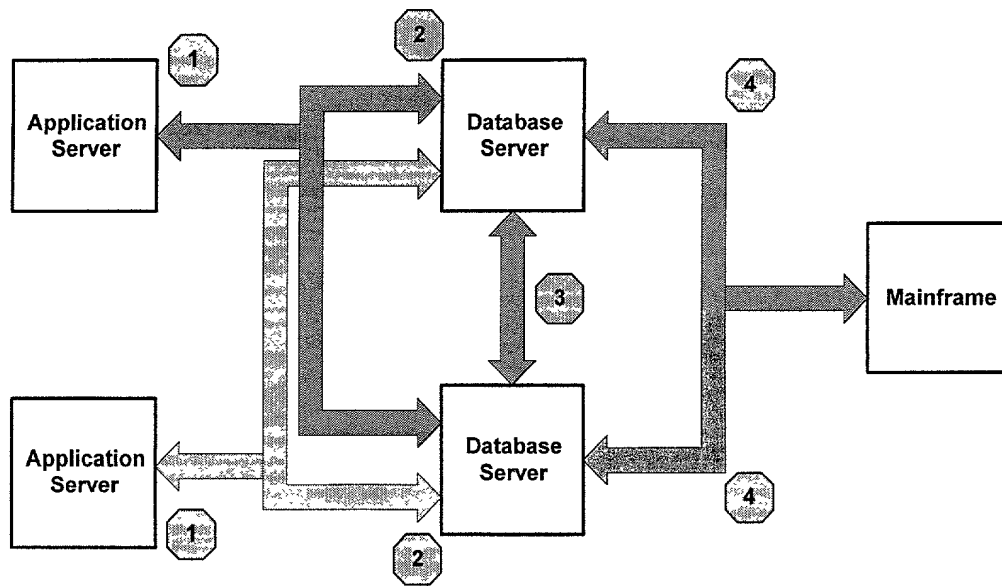 1
2
4
Application
Server
Database
Server
3
Mainframe
Application
Server
Database
Server
1
2
4